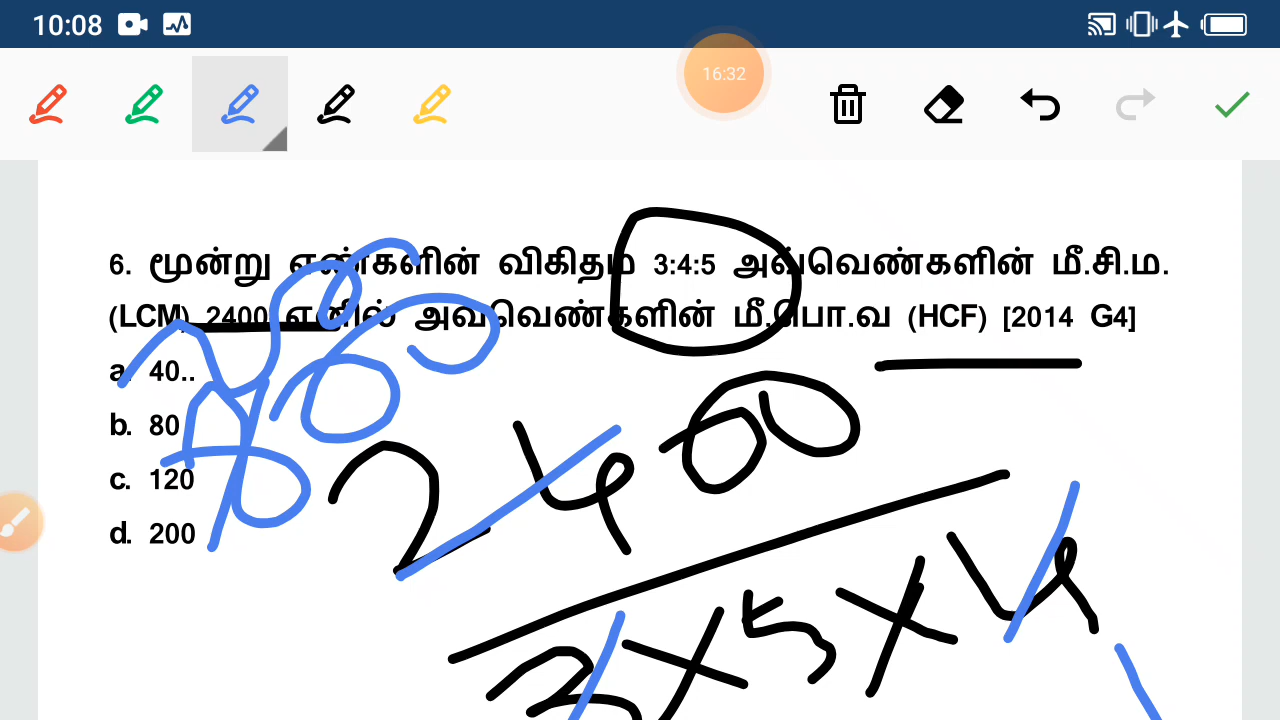 10:08
16:32
6. மூன்று எண்களின் விகிதம் 3:4:5 அவ்வெண்களின் மீ.சி.ம.
(LCM) 2400 எனில் அவ்வெண்களின் மீ.பொ.வ (HCF) [2014 G4]
a. 40..
b. 80
c. 120
d. 200
2400
3X5X4